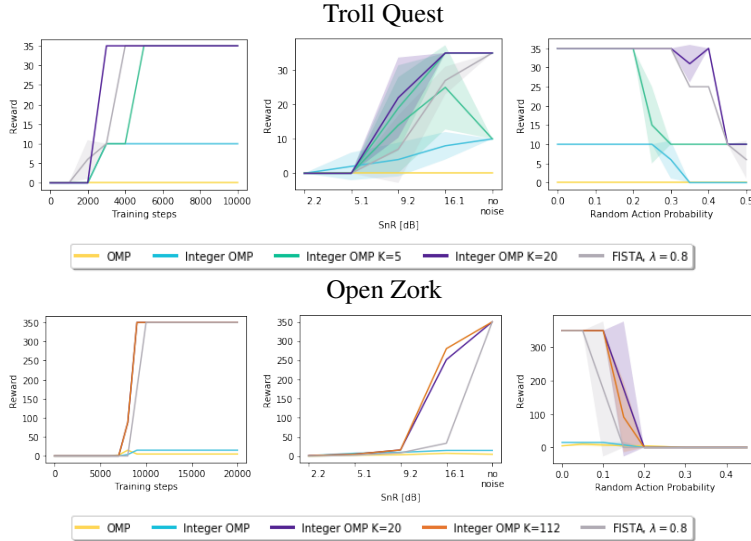 Troll Quest
35
30
25
20
15
10
5
0
Reward
0 2000 4000 6000 8000 10000
Training steps
30
20
10
0
Reward
2.2 5.1 9.2 16.1 no noise
SnR [dB]
35
30
25
20
15
10
5
0
Reward
0.0 0.1 0.2 0.3 0.4 0.5
Random Action Probability
OMP Integer OMP Integer OMP K=5 Integer OMP K=20 FISTA, λ = 0.8
Open Zork
350
300
250
200
150
100
50
0
Reward
0 5000 10000 15000 20000
Training steps
350
300
250
200
150
100
50
0
Reward
2.2 5.1 9.2 16.1 no noise
SnR [dB]
300
200
100
0
Reward
0.0 0.1 0.2 0.3 0.4
Random Action Probability
OMP Integer OMP Integer OMP K=20 Integer OMP K=112 FISTA, λ = 0.8